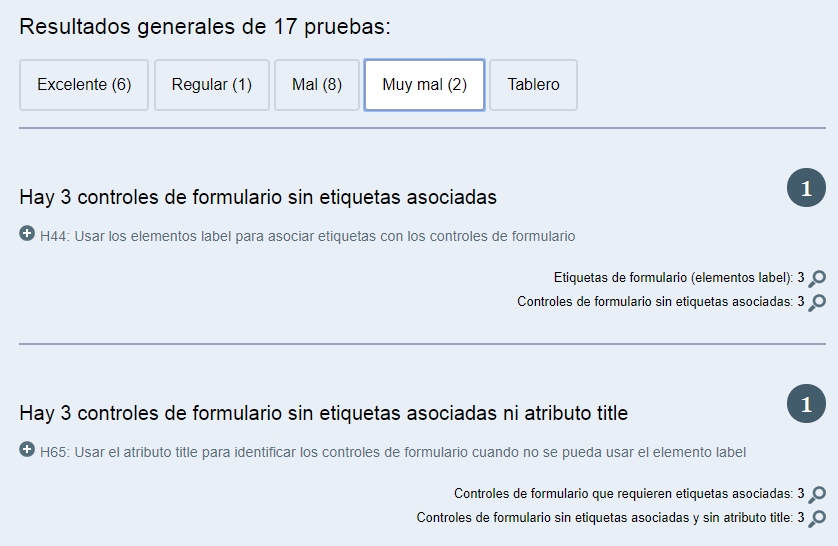 Resultados generales de 17 pruebas:
Excelente (6) Regular (1) Mal (8) Muy mal (2) Tablero
Hay 3 controles de formulario sin etiquetas asociadas 1
H44: Usar los elementos label para asociar etiquetas con los controles de formulario
Etiquetas de formulario (elementos label): 3
Controles de formulario sin etiquetas asociadas: 3
Hay 3 controles de formulario sin etiquetas asociadas ni atributo title 1
H65: Usar el atributo title para identificar los controles de formulario cuando no se pueda usar el elemento label
Controles de formulario que requieren etiquetas asociadas: 3
Controles de formulario sin etiquetas asociadas y sin atributo title: 3